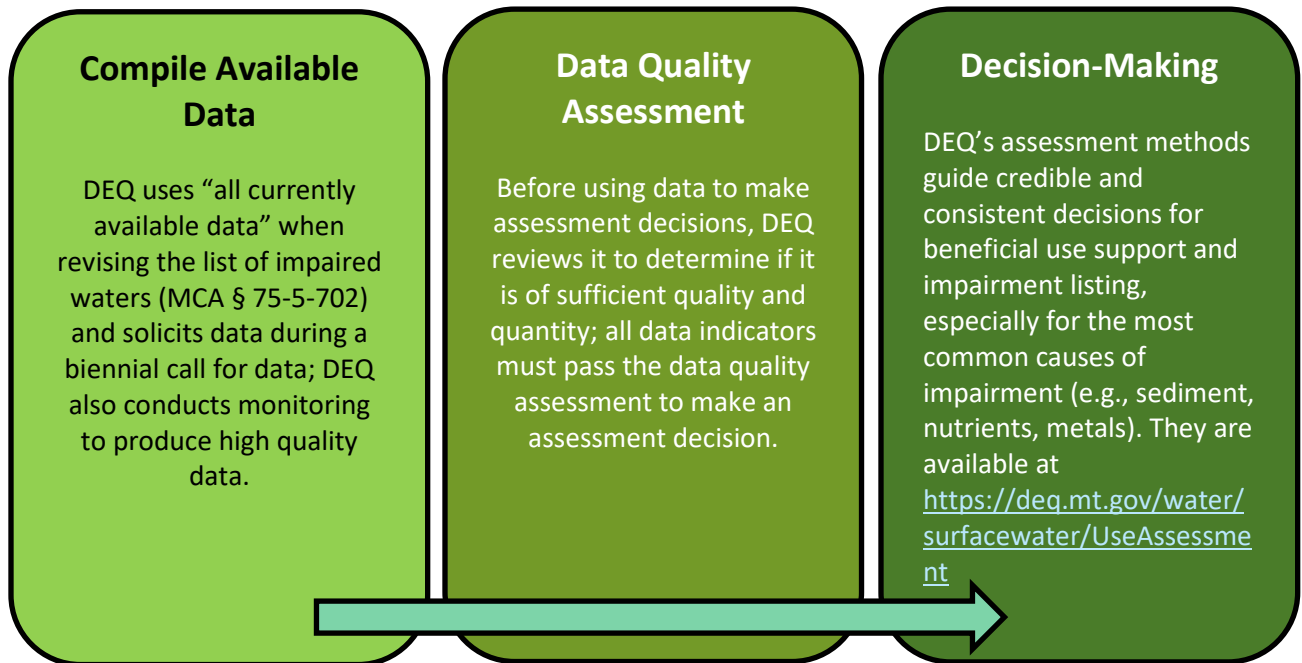 Compile Available
Data
DEQ uses “all currently
available data” when
revising the list of impaired
waters (MCA § 75-5-702)
and solicits data during a
biennial call for data; DEQ
also conducts monitoring
to produce high quality
data.
Data Quality
Assessment
Before using data to make
assessment decisions, DEQ
reviews it to determine if it
is of sufficient quality and
quantity; all data indicators
must pass the data quality
assessment to make an
assessment decision.
Decision-Making
DEQ’s assessment methods
guide credible and
consistent decisions for
beneficial use support and
impairment listing,
especially for the most
common causes of
impairment (e.g., sediment,
nutrients, metals). They are
available at
https://deq.mt.gov/water/
surfacewater/UseAssessme
nt